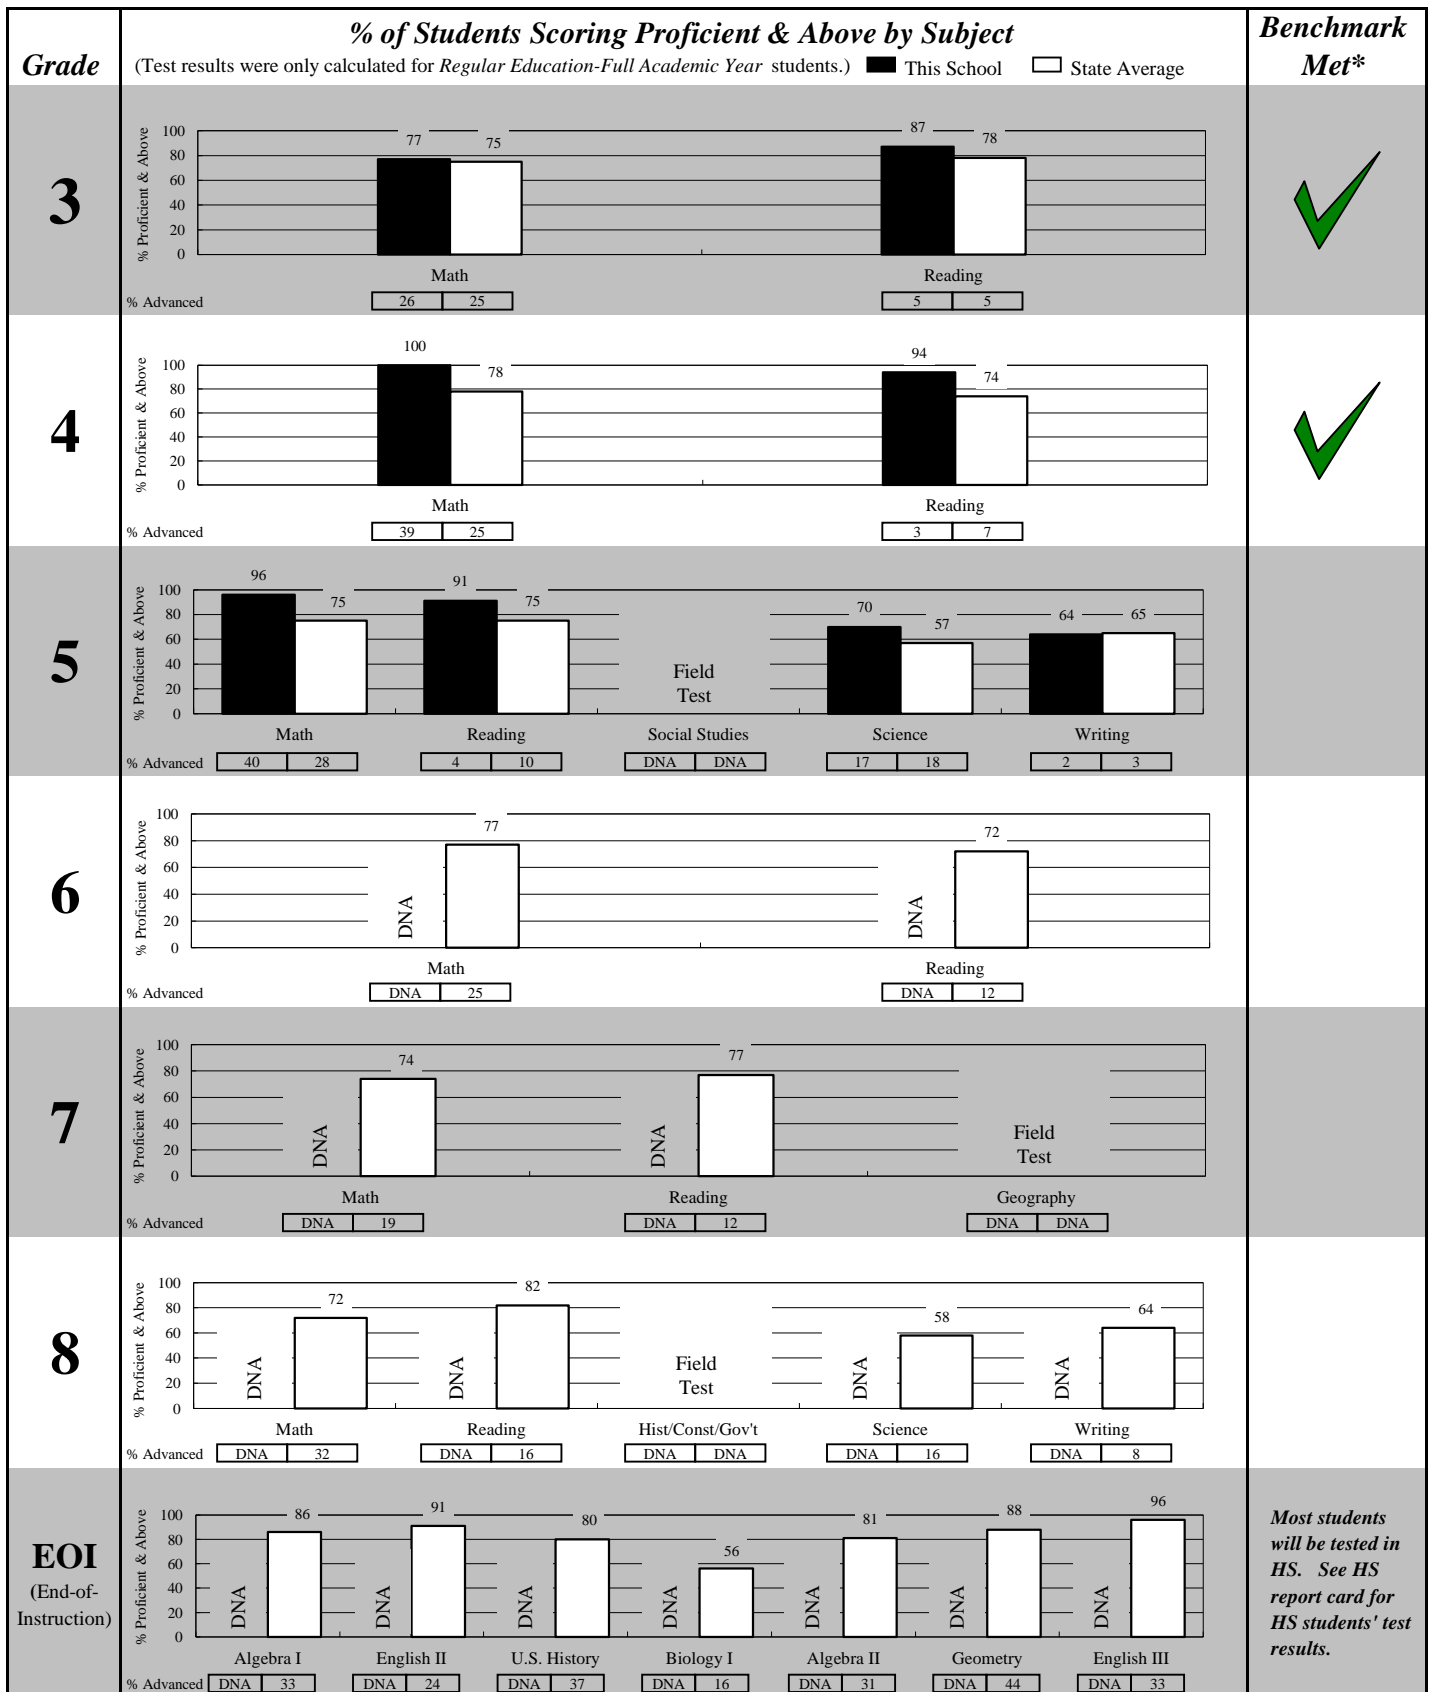 Grade
% of Students Scoring Proficient & Above by Subject
(Test results were only calculated for Regular Education-Full Academic Year students.) This School State Average
Benchmark
Met*
3
% Proficient & Above
100
80
60
40
20
0
77 75 87 78
Math Reading
% Advanced 26 25 5 5
4
% Proficient & Above
100
80
60
40
20
0
100 78 94 74
Math Reading
% Advanced 39 25 3 7
5
% Proficient & Above
100
80
60
40
20
0
96 75 91 75 70 57 64 65
Field
Test
Math Reading Social Studies Science Writing
% Advanced 40 28 4 10 DNA DNA 17 18 2 3
6
% Proficient & Above
100
80
60
40
20
0
DNA 77 DNA 72
Math Reading
% Advanced DNA 25 DNA 12
7
% Proficient & Above
100
80
60
40
20
0
DNA 74 DNA 77
Field
Test
Math Reading Geography
% Advanced DNA 19 DNA 12 DNA DNA
8
% Proficient & Above
100
80
60
40
20
0
DNA 72 DNA 82 DNA 58 DNA 64
Field
Test
Math Reading Hist/Const/Gov't Science Writing
% Advanced DNA 32 DNA 16 DNA DNA DNA 16 DNA 8
EOI
(End-of-
Instruction)
% Proficient & Above
100
80
60
40
20
0
DNA 86 DNA 91 DNA 80 DNA 56 DNA 81 DNA 88 DNA 96
Algebra I English II U.S. History Biology I Algebra II Geometry English III
% Advanced DNA 33 DNA 24 DNA 37 DNA 16 DNA 31 DNA 44 DNA 33
Most students
will be tested in
HS. See HS
report card for
HS students' test
results.